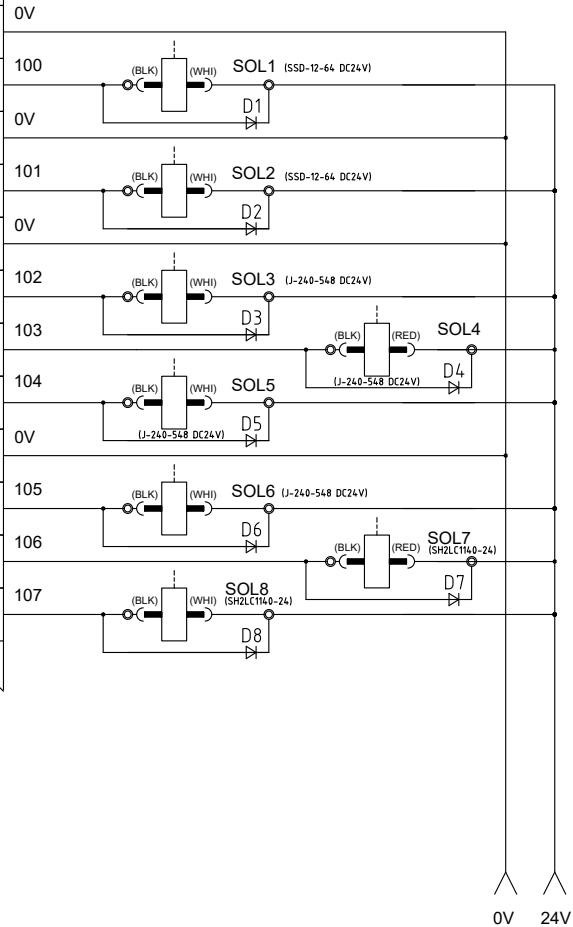 0V
100
(BLK) (WHI) SOL1 (SSD-12-64 DC24V)
D1
0V
101
(BLK) (WHI) SOL2 (SSD-12-64 DC24V)
D2
0V
102
(BLK) (WHI) SOL3 (J-240-548 DC24V)
D3
103
(BLK) (RED) SOL4
D4
(J-240-548 DC24V)
104
(BLK) (WHI) SOL5
D5
(J-240-548 DC24V)
0V
105
(BLK) (WHI) SOL6 (J-240-548 DC24V)
D6
106
(BLK) (RED) SOL7
(SH2LC1140-24)
D7
107
(BLK) (WHI) SOL8
(SH2LC1140-24)
D8
0V 24V